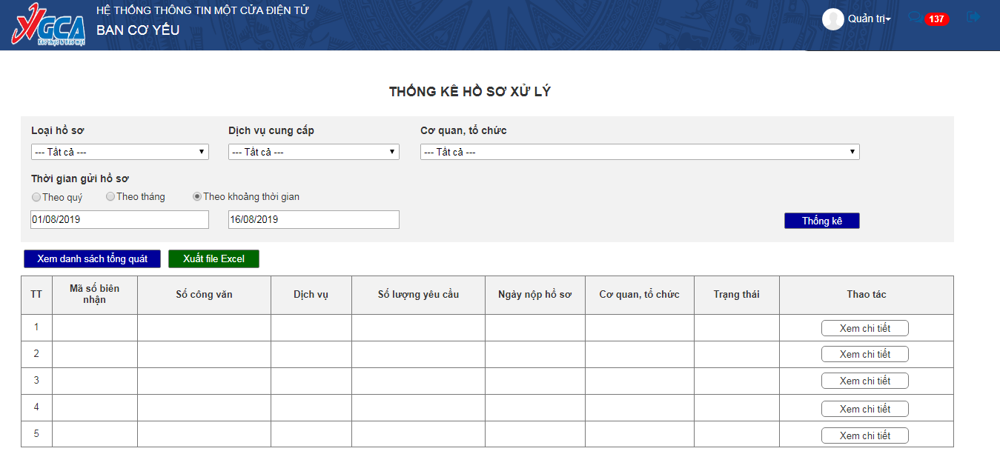 HỆ THỐNG THÔNG TIN MỘT CỬA ĐIỆN TỬ
VGCA
Xác thực & Bảo mật
BAN CƠ YẾU
Quản trị
137
THỐNG KÊ HỒ SƠ XỬ LÝ
Loại hồ sơ Dịch vụ cung cấp Cơ quan, tổ chức
--- Tất cả --- --- Tất cả --- --- Tất cả ---
Thời gian gửi hồ sơ
Theo quý Theo tháng Theo khoảng thời gian
01/08/2019 16/08/2019 Thống kê
Xem danh sách tổng quát Xuất file Excel
TT Mã số biên nhận Số công văn Dịch vụ Số lượng yêu cầu Ngày nộp hồ sơ Cơ quan, tổ chức Trạng thái Thao tác
1 Xem chi tiết
2 Xem chi tiết
3 Xem chi tiết
4 Xem chi tiết
5 Xem chi tiết